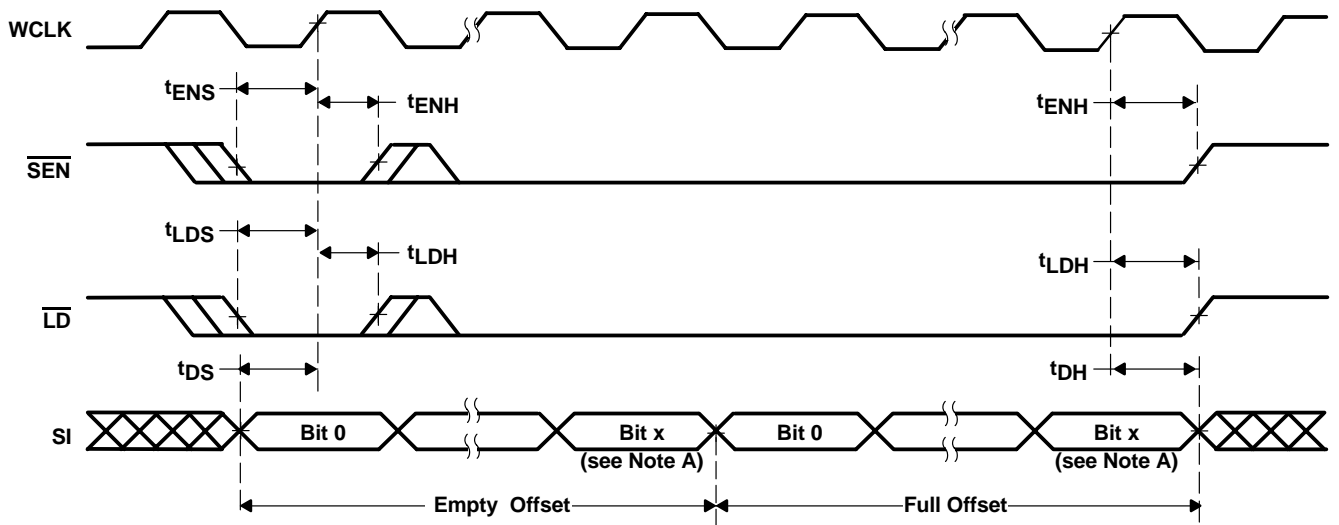 WCLK
tENS
tENH
tENH
SEN
tLDS
tLDH
tLDH
LD
tDS
tDH
SI
Bit 0
Bit x
Bit 0
Bit x
(see Note A)
(see Note A)
Empty Offset
Full Offset